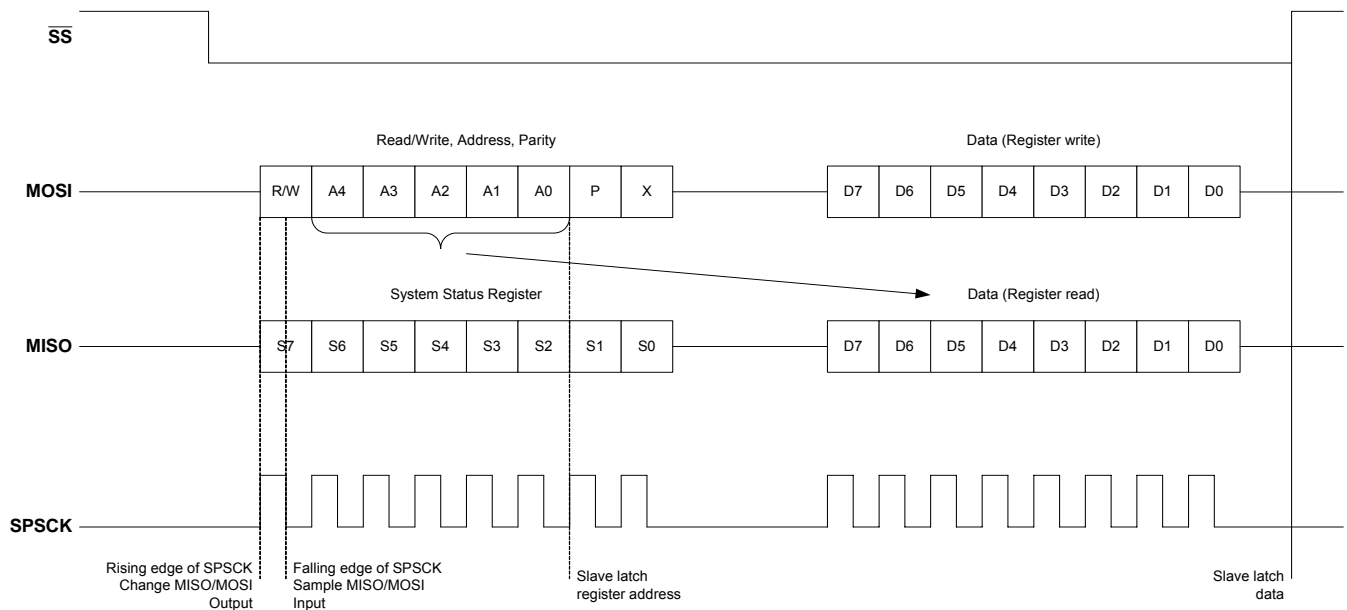 SS
Read/Write, Address, Parity
Data (Register write)
MOSI
R/W A4 A3 A2 A1 A0 P X
D7 D6 D5 D4 D3 D2 D1 D0
System Status Register
Data (Register read)
MISO
S7 S6 S5 S4 S3 S2 S1 S0
D7 D6 D5 D4 D3 D2 D1 D0
SPSCK
Rising edge of SPSCK
Change MISO/MOSI
Output
Falling edge of SPSCK
Sample MISO/MOSI
Input
Slave latch
register address
Slave latch
data